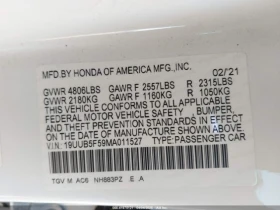 MFD.BY HONDA OF AMERICA MFG.,INC.
02/'21
GVWR 4806LBS GAWR F 2557LBS R 2315LBS
GVWR 2180KG GAWR F 1160KG R 1050KG
THIS VEHICLE CONFORMS TO ALL APPLICABLE
FEDERAL MOTOR VEHICLE SAFETY, BUMPER,
AND THEFT PREVENTION STANDARDS IN EFFECT ON
THE DATE OF MANUFACTURE SHOWN ABOVE.
VIN: 19UUB5F59MA011527 TYPE:PASSENGER CAR
TGV M AC6 NH883PZ E A